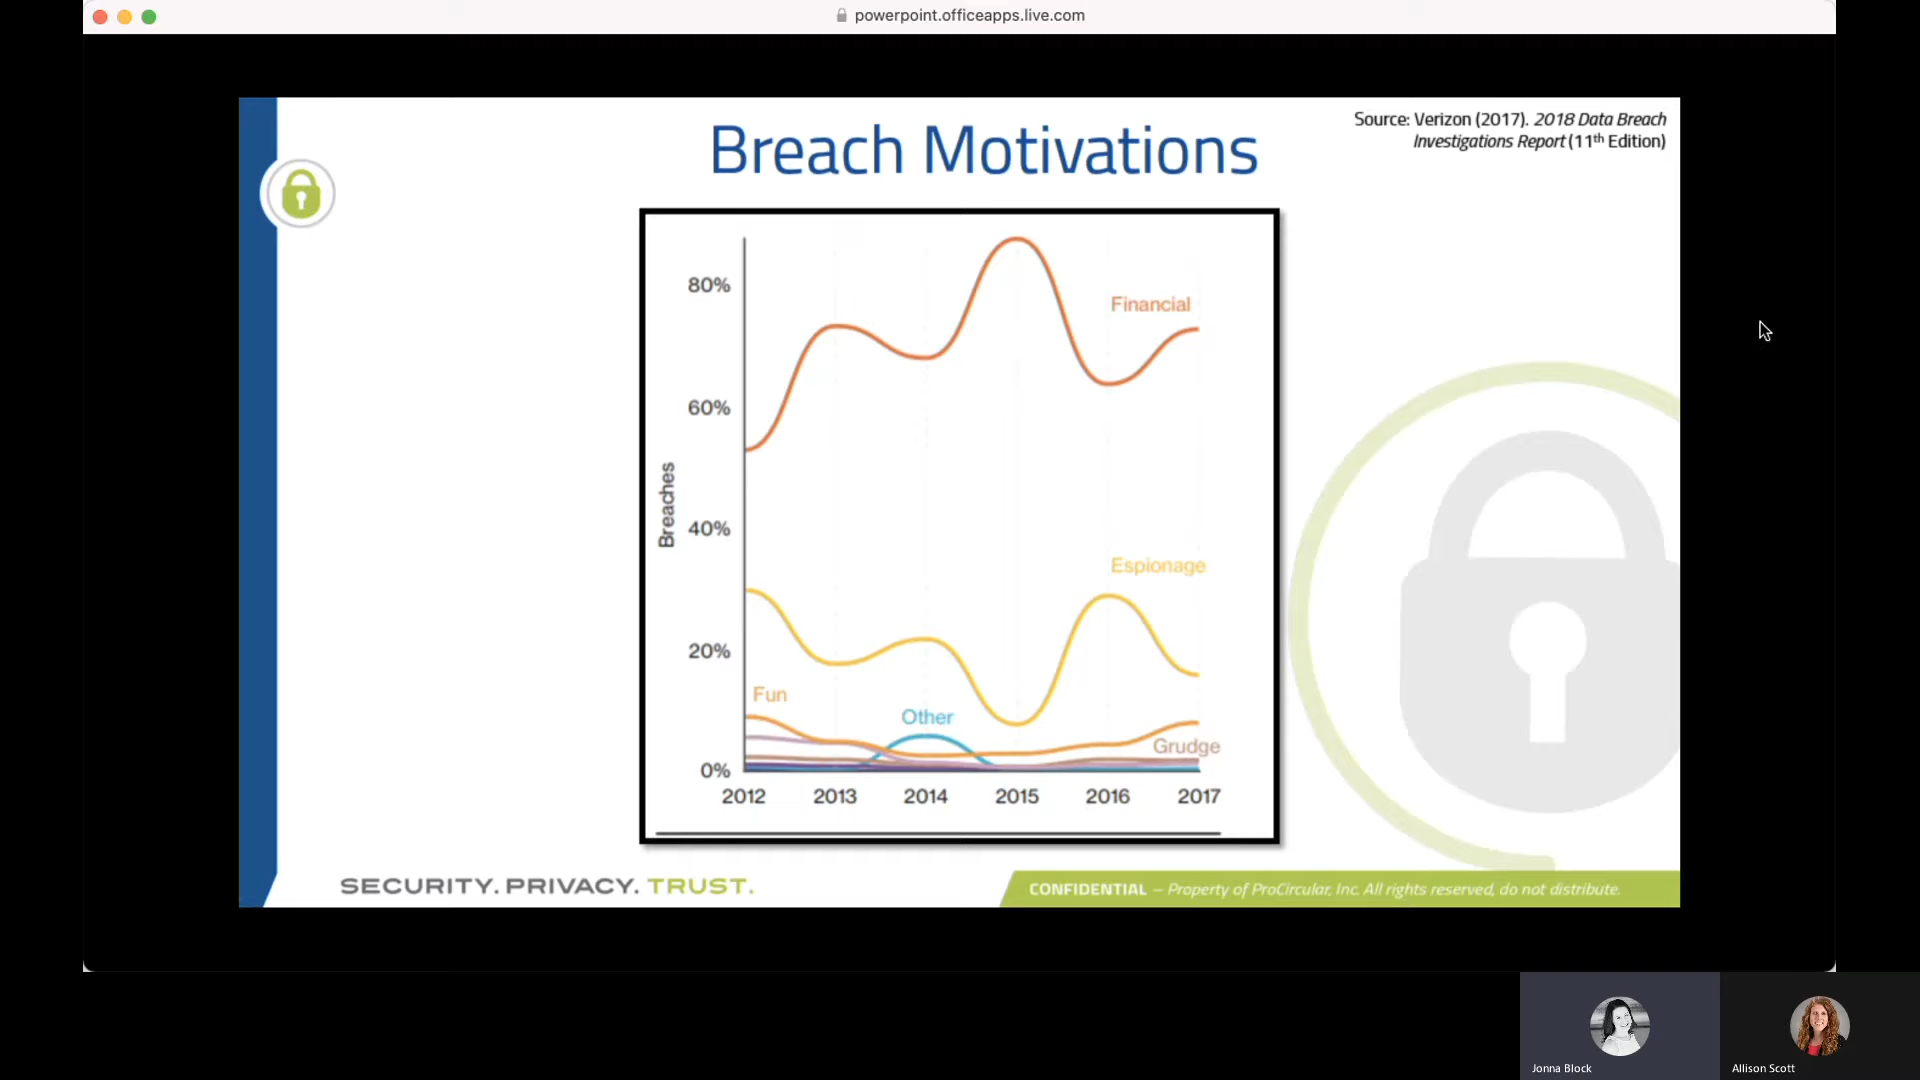 powerpoint.officeapps.live.com
Breach Motivations
Source: Verizon (2017). 2018 Data Breach
Investigations Report (11th Edition)
80%
60%
40%
20%
0%
Breaches
Financial
Espionage
Fun
Other
Grudge
2012 2013 2014 2015 2016 2017
SECURITY. PRIVACY. TRUST.
CONFIDENTIAL – Property of ProCircular, Inc. All rights reserved, do not distribute.
Jonna Block
Allison Scott